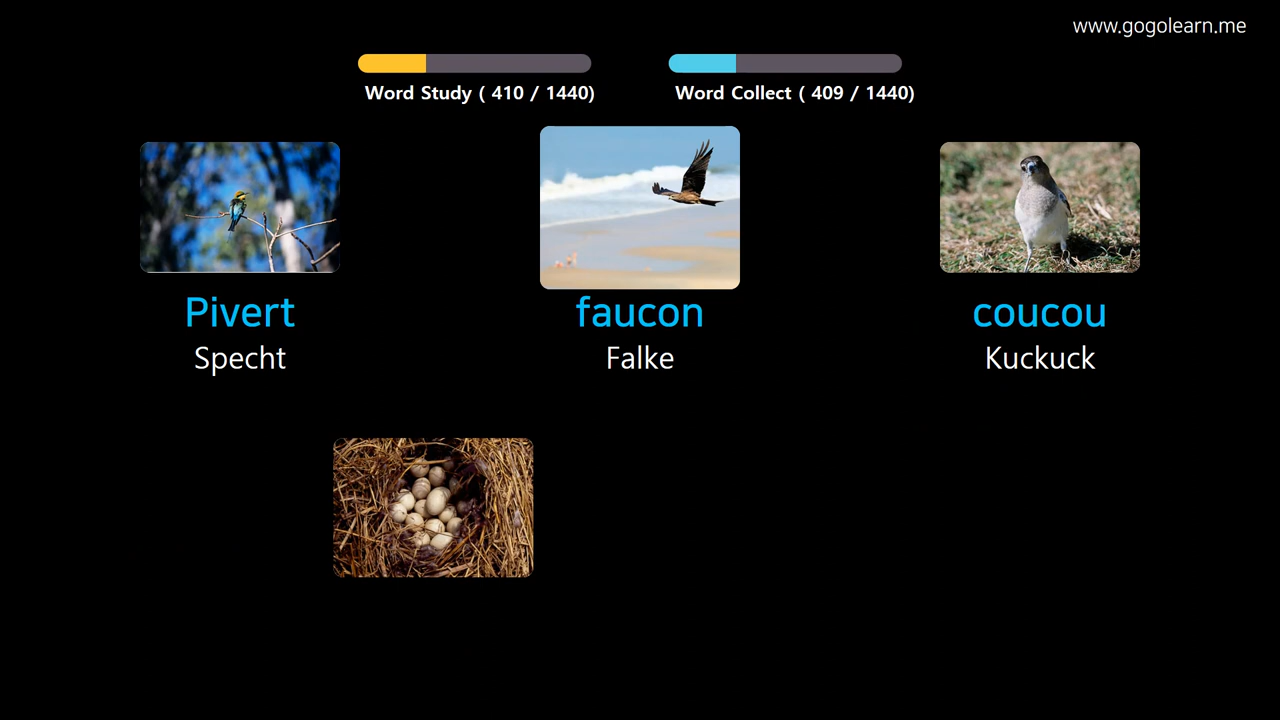 www.gogolearn.me
Word Study ( 410 / 1440)
Word Collect ( 409 / 1440)
Pivert
faucon
coucou
Specht
Falke
Kuckuck